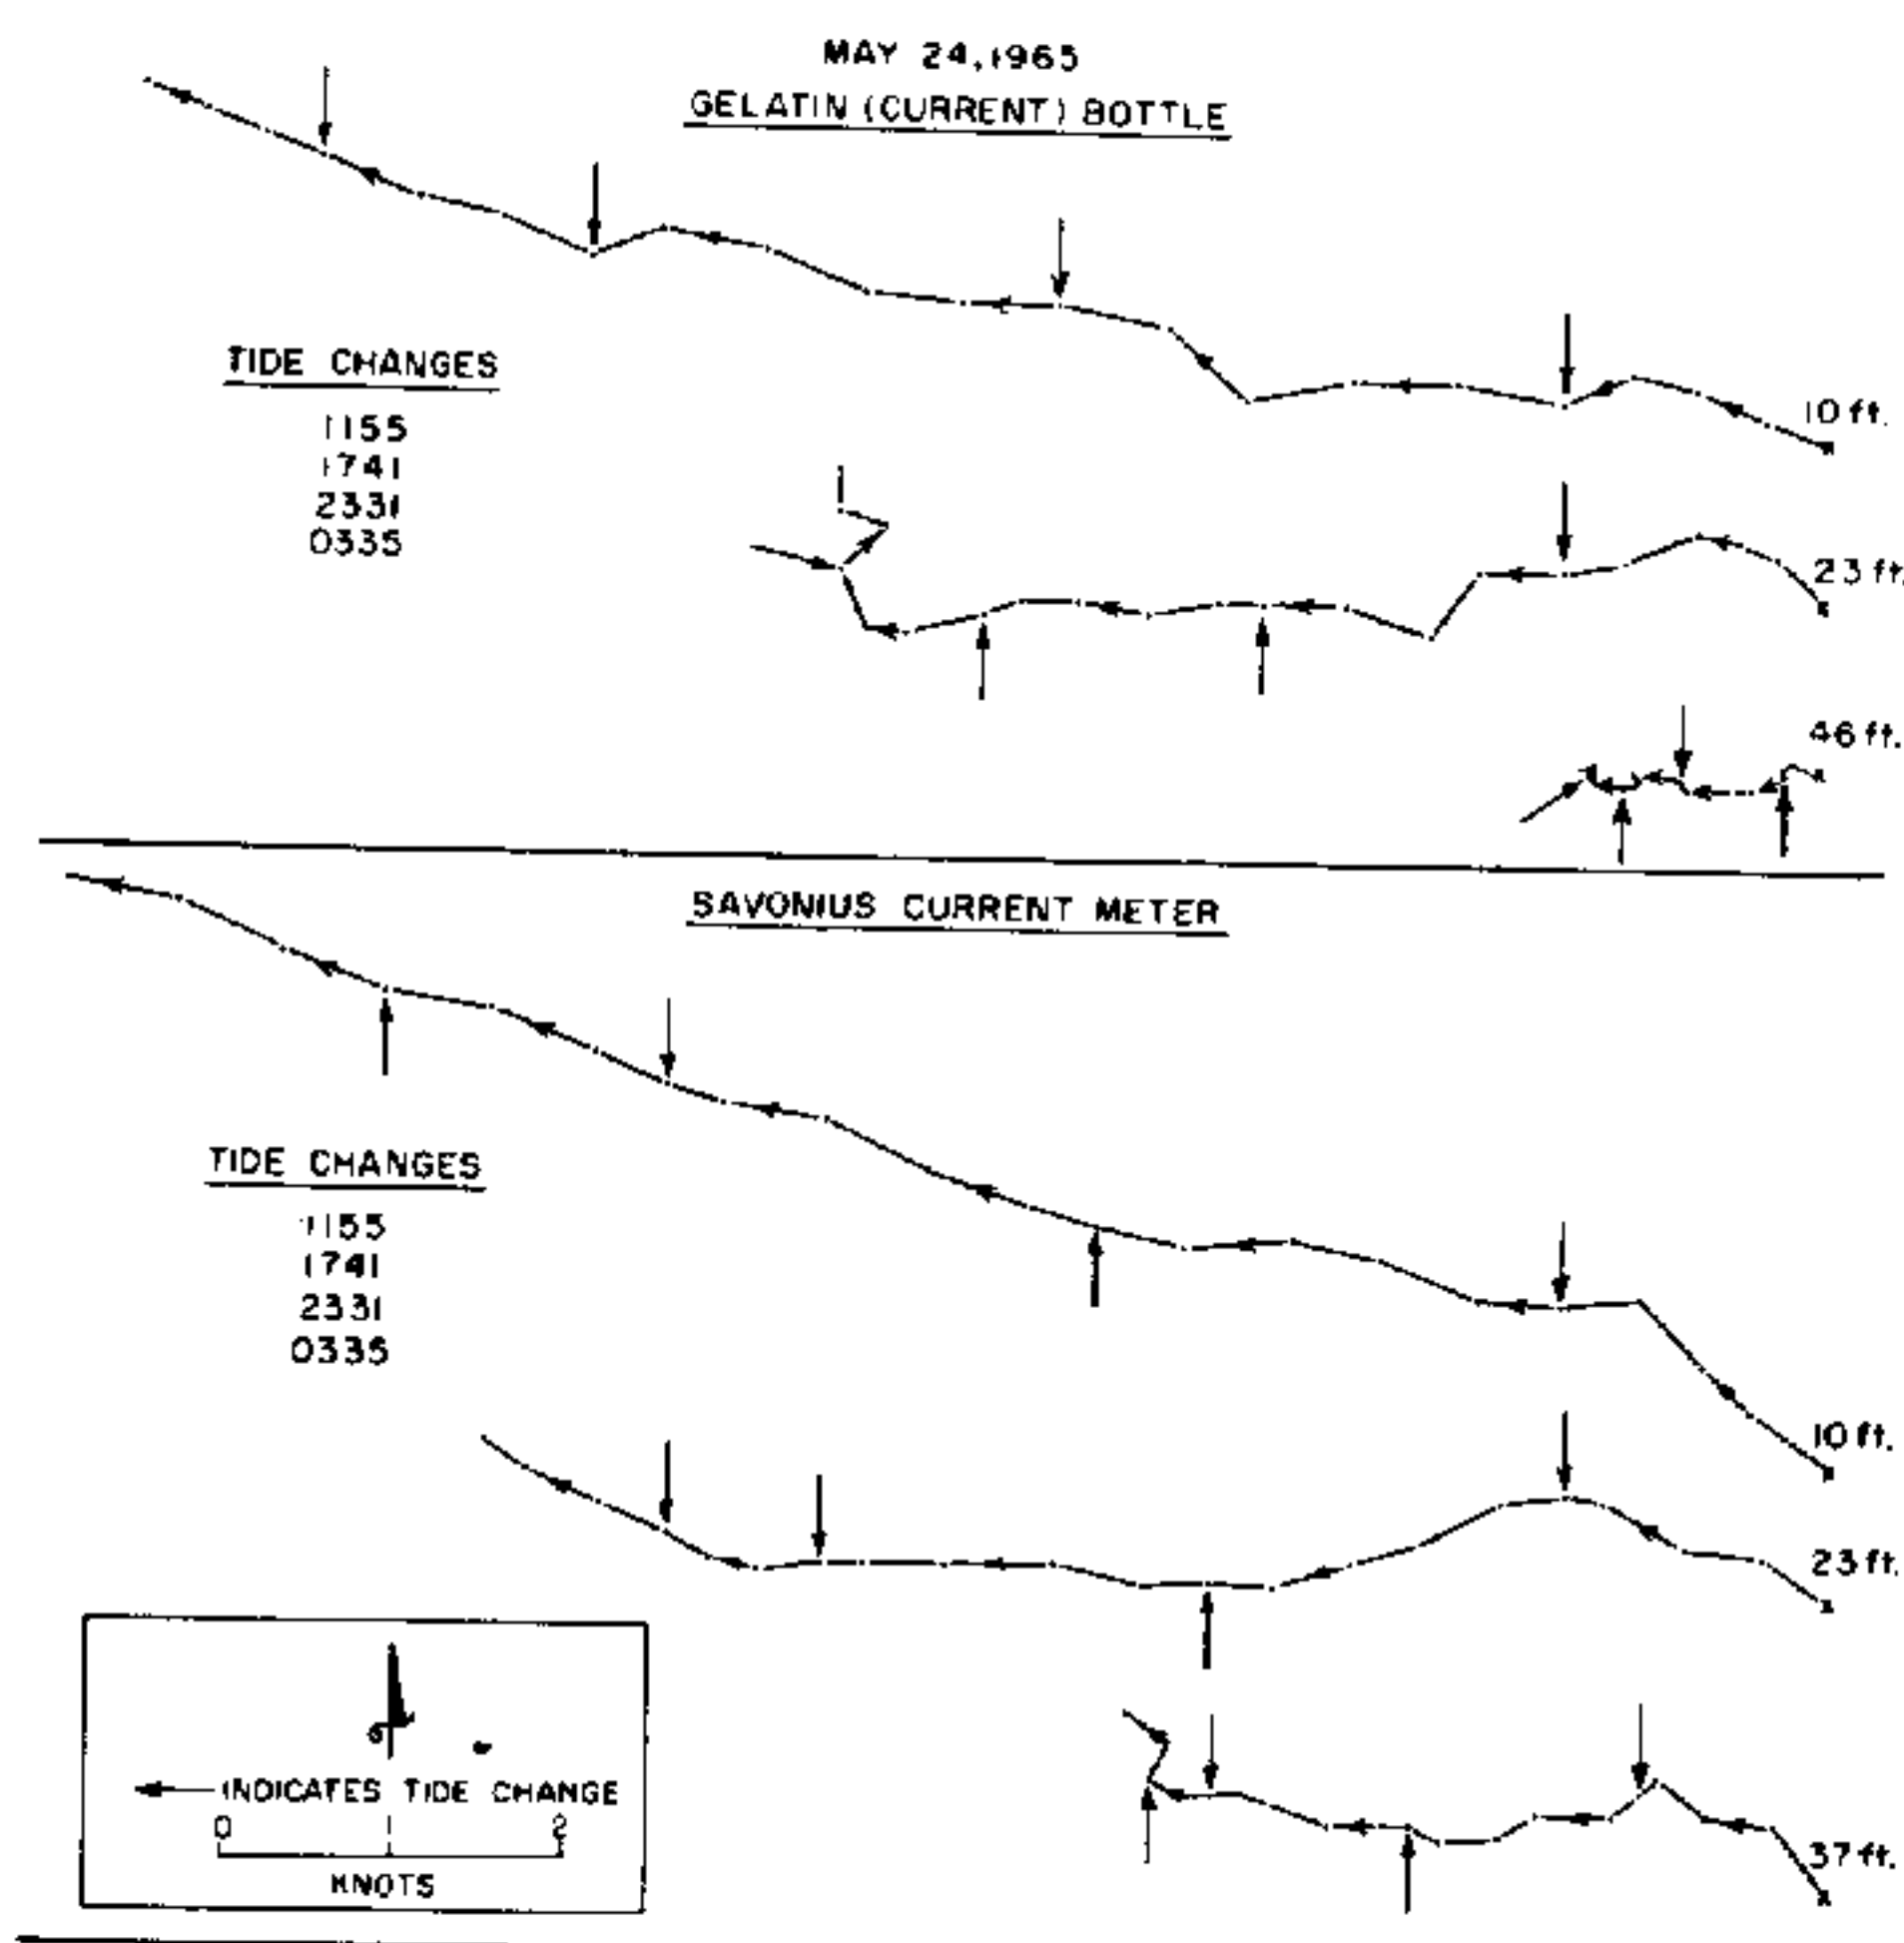 MAY 24, 1965
GELATIN (CURRENT) BOTTLE
TIDE CHANGES
1155
1741
2331
0335
10 ft.
23 ft.
46 ft.
SAVONIUS CURRENT METER
TIDE CHANGES
1155
1741
2331
0335
10 ft.
23 ft.
37 ft.
INDICATES TIDE CHANGE
0 1 2
KNOTS